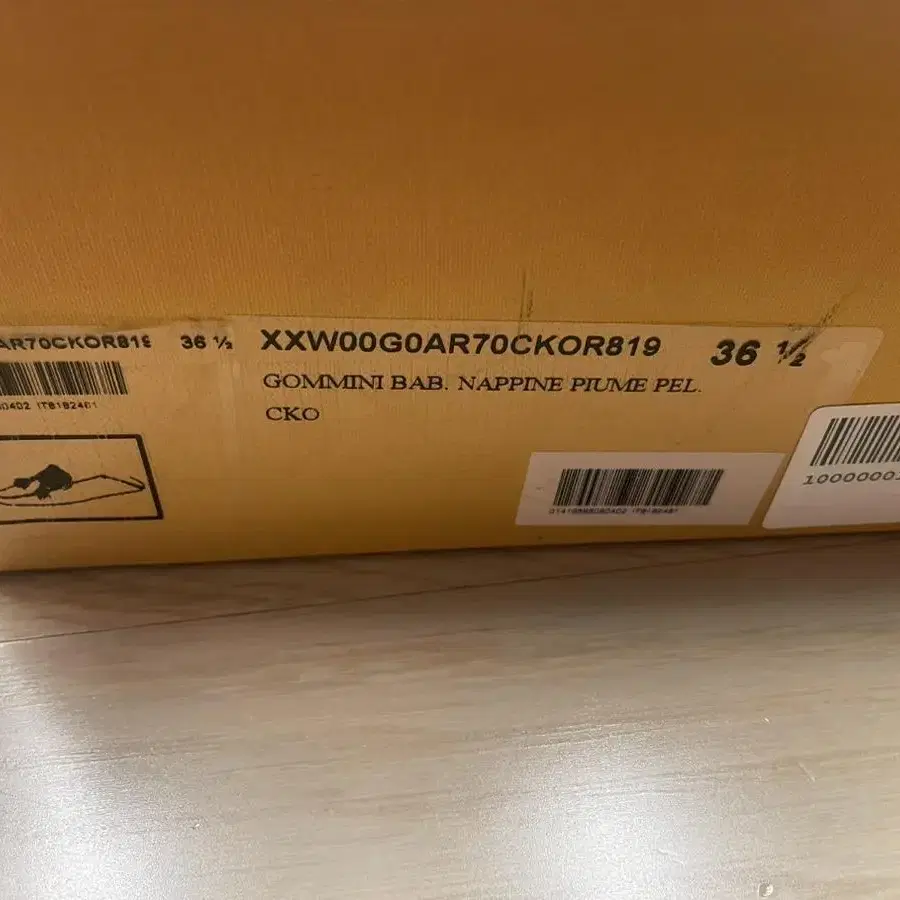 AR70CKOR819 36 ½
XXW00G0AR70CKOR819 36 ½
GOMMINI BAB. NAPPINE PIUME PEL.
CKO